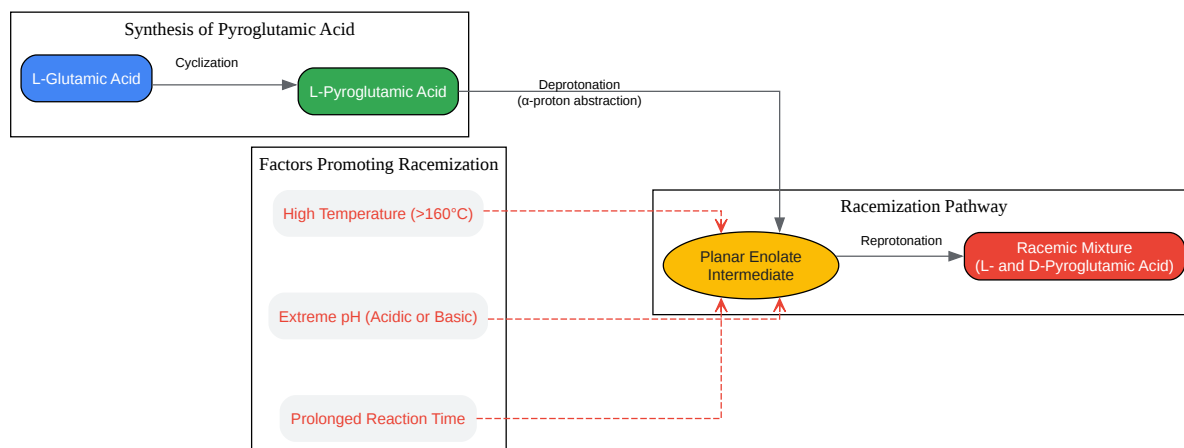 Synthesis of Pyroglutamic Acid
L-Glutamic Acid
Cyclization
L-Pyroglutamic Acid
Deprotonation
(α-proton abstraction)
Factors Promoting Racemization
High Temperature (>160°C)
Extreme pH (Acidic or Basic)
Prolonged Reaction Time
Racemization Pathway
Planar Enolate
Intermediate
Reprotonation
Racemic Mixture
(L- and D-Pyroglutamic Acid)